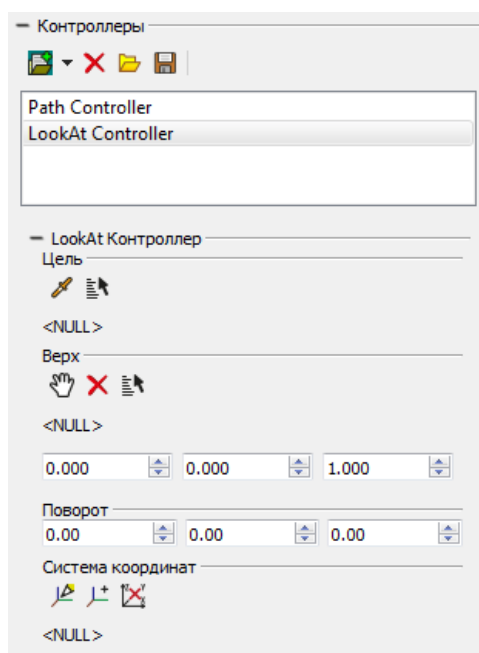 Контроллеры
Path Controller
LookAt Controller
LookAt Контроллер
Цель
<NULL>
Верх
<NULL>
0.000 0.000 1.000
Поворот
0.00 0.00 0.00
Система координат
<NULL>